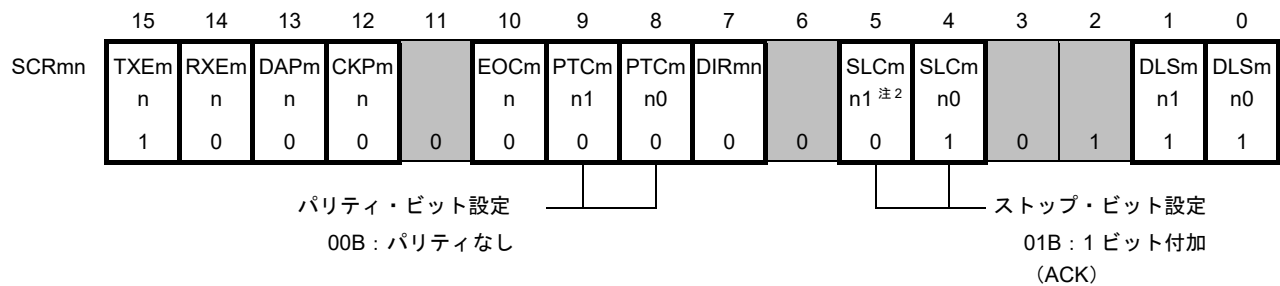 15 14 13 12 11 10 9 8 7 6 5 4 3 2 1 0
SCRmn TXEm RXEm DAPm CKPm EOCm PTCm PTCm DIRmn SLCm SLCm DLSm DLSm
n n n n n n1 n0 n1 注2 n0 n1 n0
1 0 0 0 0 0 0 0 0 0 0 1 0 1 1 1
パリティ・ビット設定 ストップ・ビット設定
00B:パリティなし 01B:1 ビット付加
(ACK)